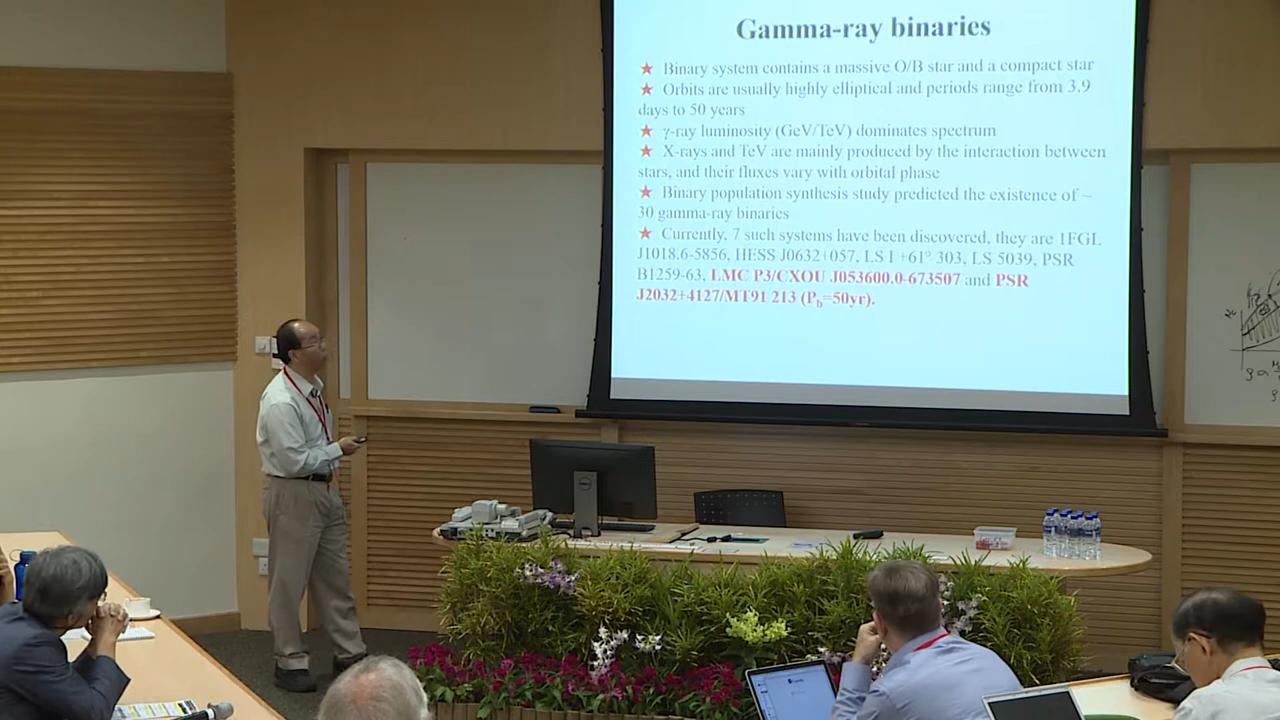 Gamma-ray binaries
★ Binary system contains a massive O/B star and a compact star
★ Orbits are usually highly elliptical and periods range from 3.9
days to 50 years
★ γ-ray luminosity (GeV/TeV) dominates spectrum
★ X-rays and TeV are mainly produced by the interaction between
stars, and their fluxes vary with orbital phase
★ Binary population synthesis study predicted the existence of ~
30 gamma-ray binaries
★ Currently, 7 such systems have been discovered, they are 1FGL
J1018.6-5856, HESS J0632+057, LS I +61° 303, LS 5039, PSR
B1259-63, LMC P3/CXOU J053600.0-673507 and PSR
J2032+4127/MT91 213 (Pb=50yr).
DELL